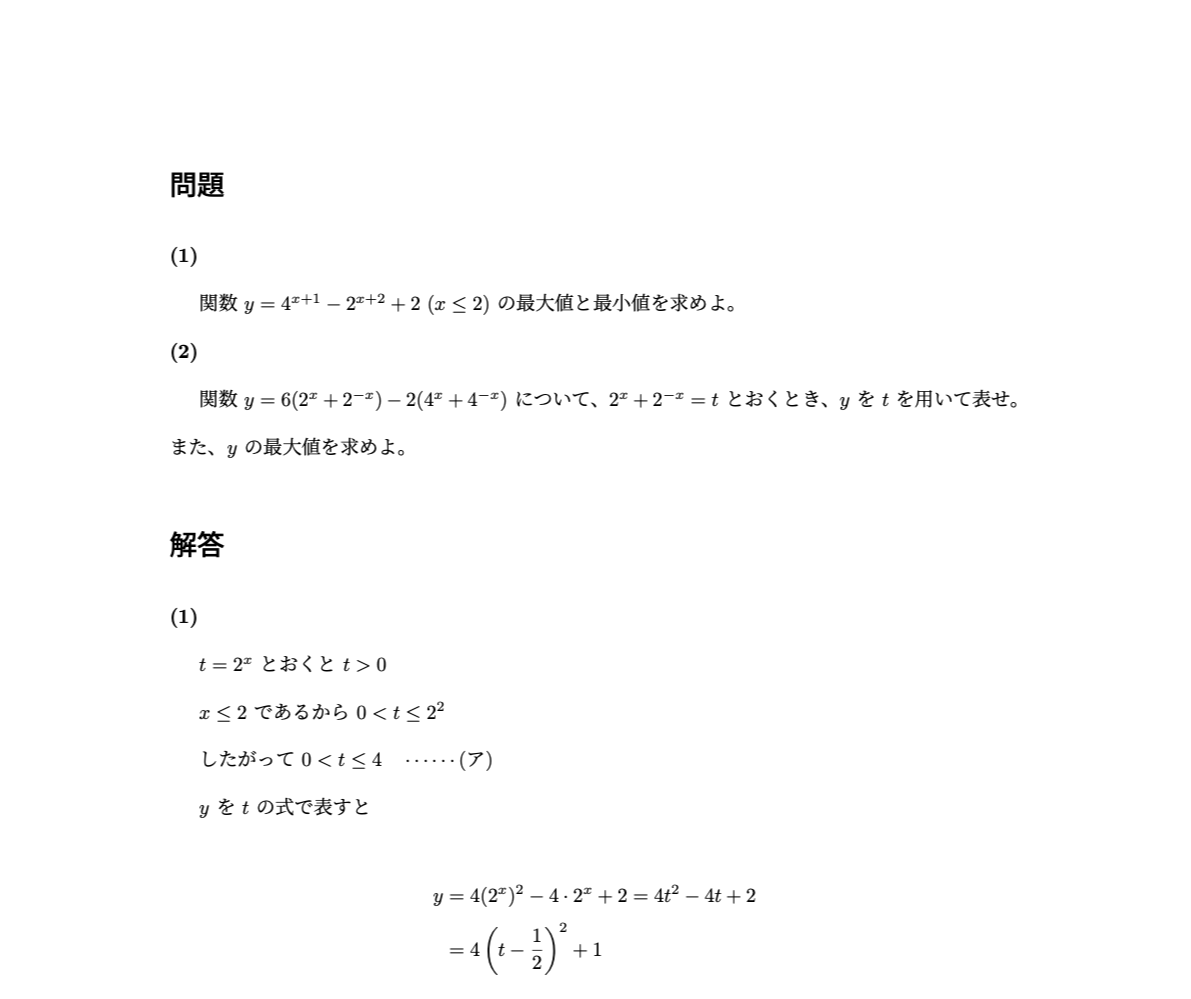 問題
(1)
関数 $y = 4^{x+1} - 2^{x+2} + 2 \ (x \leq 2)$ の最大値と最小値を求めよ。
(2)
関数 $y = 6(2^x + 2^{-x}) - 2(4^x + 4^{-x})$ について、$2^x + 2^{-x} = t$ とおくとき、$y$ を $t$ を用いて表せ。
また、$y$ の最大値を求めよ。
解答
(1)
$t = 2^x$ とおくと $t > 0$
$x \leq 2$ であるから $0 < t \leq 2^2$
したがって $0 < t \leq 4$ ⋯⋯(ア)
$y$ を $t$ の式で表すと
$y = 4(2^x)^2 - 4 \cdot 2^x + 2 = 4t^2 - 4t + 2$
$= 4\left(t - \frac{1}{2}\right)^2 + 1$